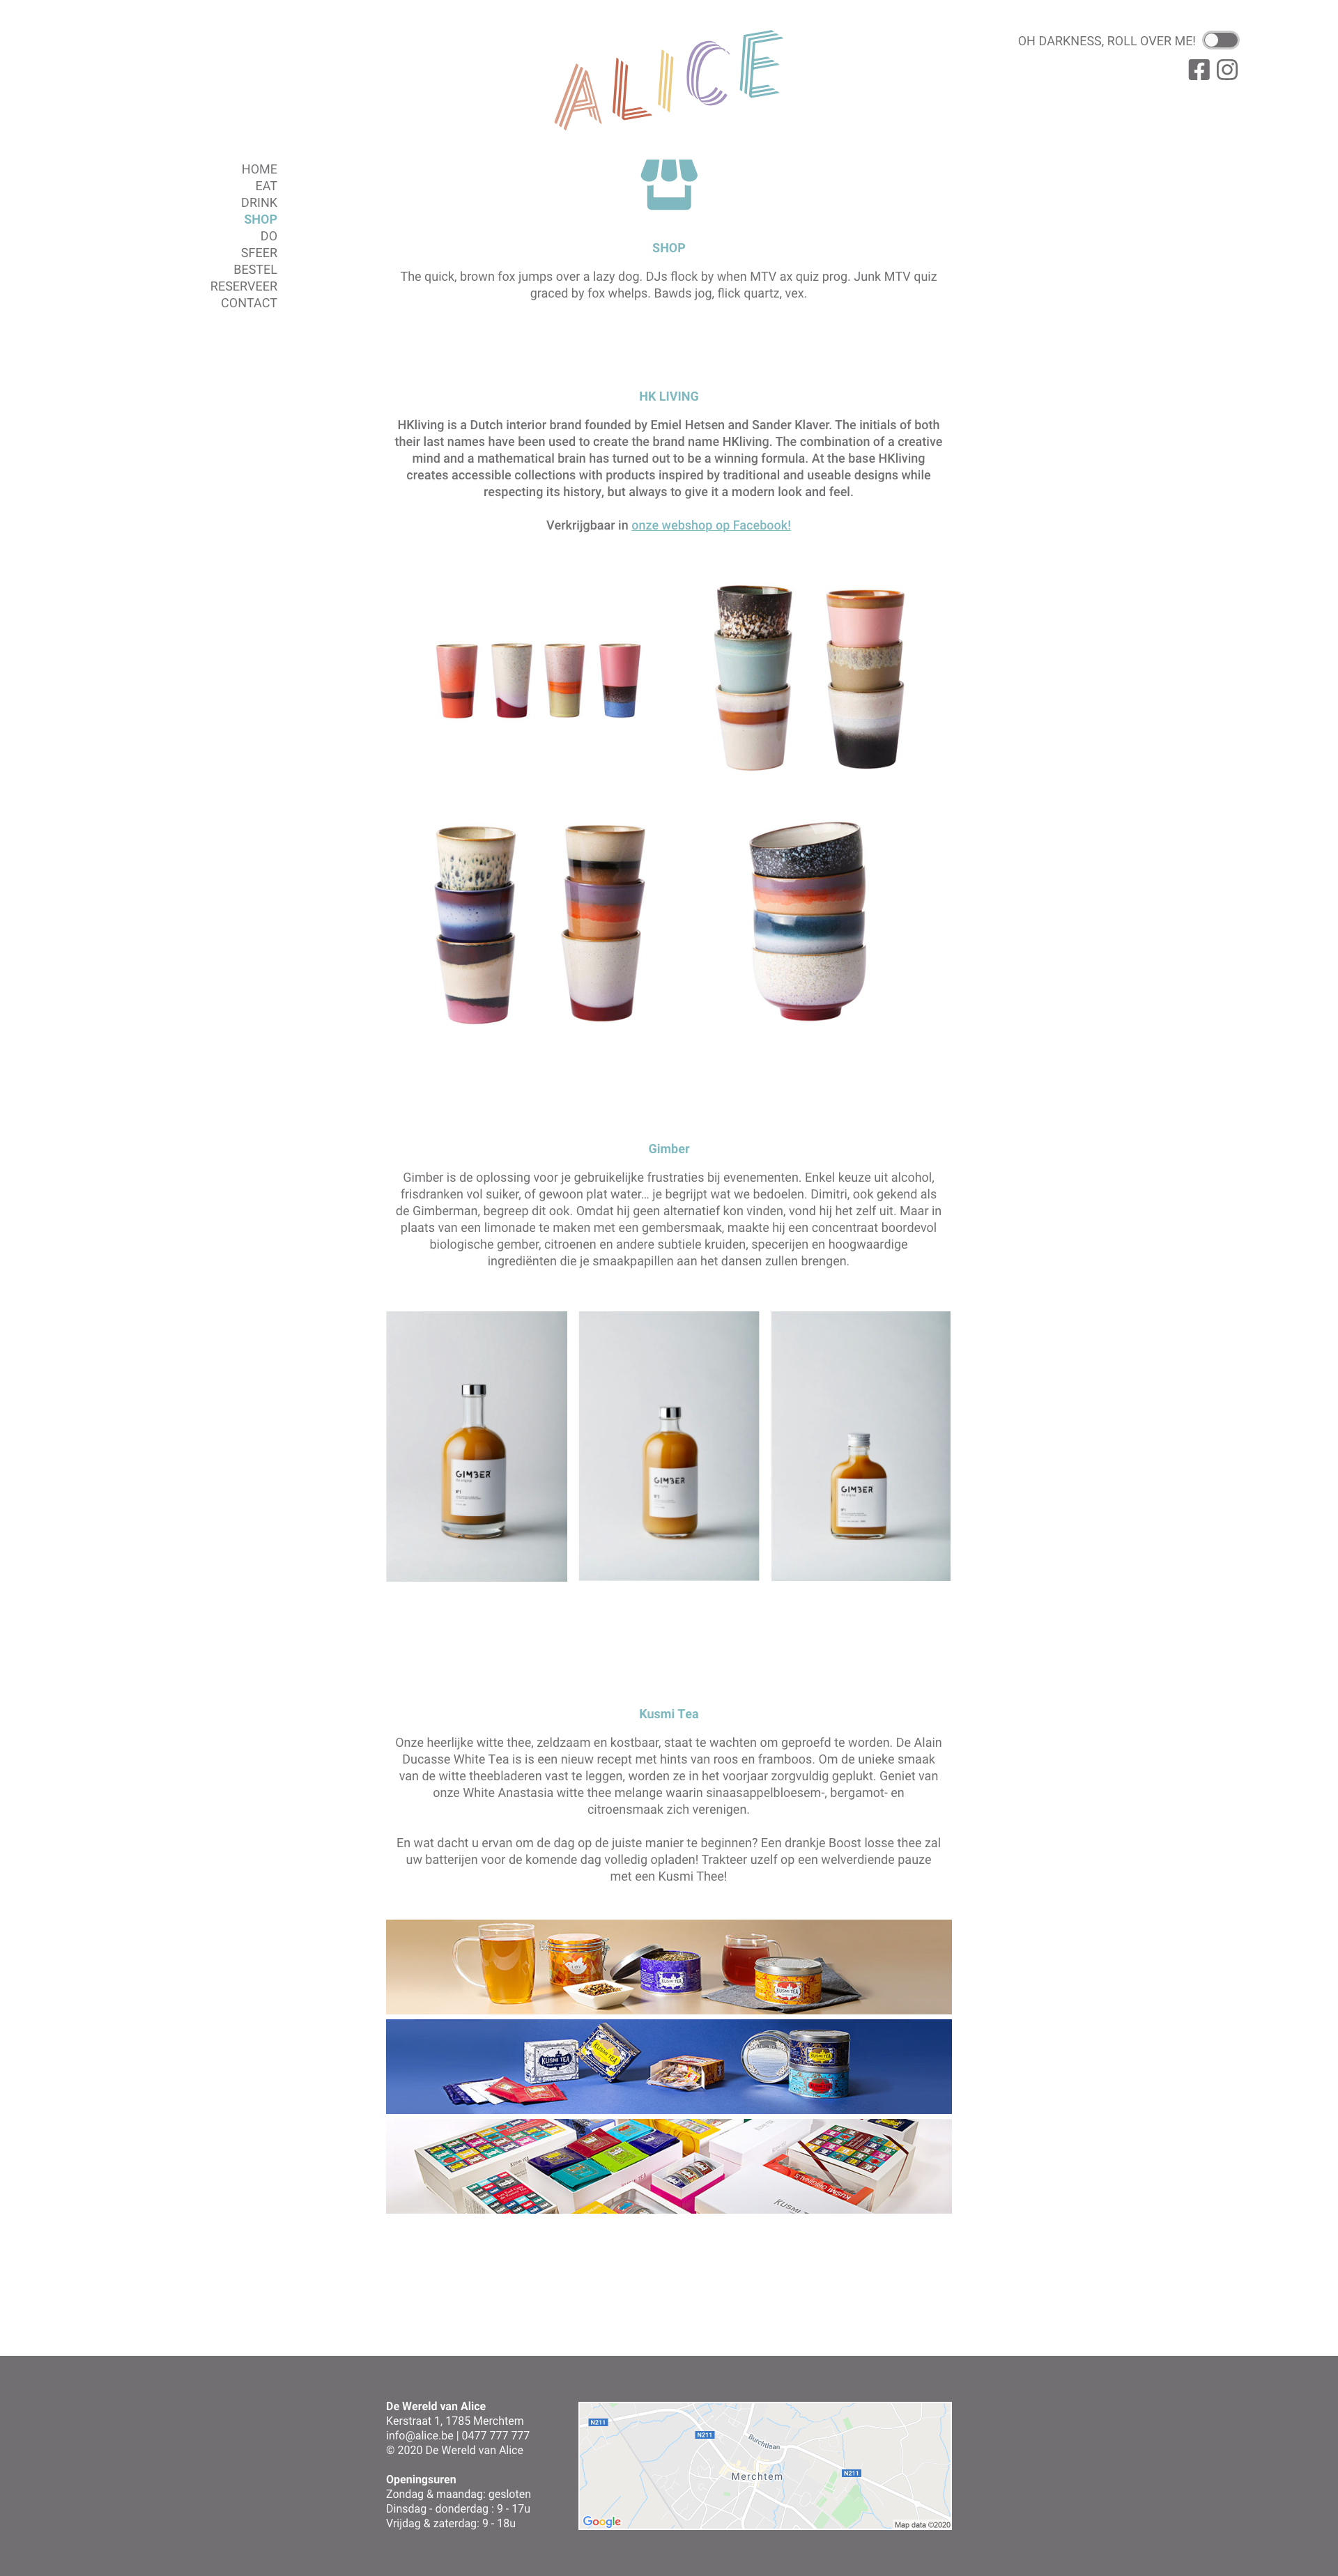 ALICE
OH DARKNESS, ROLL OVER ME!
HOME
EAT
DRINK
SHOP
DO
SFEER
BESTEL
RESERVEER
CONTACT
SHOP
The quick, brown fox jumps over a lazy dog. DJs flock by when MTV ax quiz prog. Junk MTV quiz
graced by fox whelps. Bawds jog, flick quartz, vex.
HK LIVING
HKliving is a Dutch interior brand founded by Emiel Hetsen and Sander Klaver. The initials of both
their last names have been used to create the brand name HKliving. The combination of a creative
mind and a mathematical brain has turned out to be a winning formula. At the base HKliving
creates accessible collections with products inspired by traditional and useable designs while
respecting its history, but always to give it a modern look and feel.
Verkrijgbaar in onze webshop op Facebook!
Gimber
Gimber is de oplossing voor je gebruikelijke frustraties bij evenementen. Enkel keuze uit alcohol,
frisdranken vol suiker, of gewoon plat water... je begrijpt wat we bedoelen. Dimitri, ook gekend als
de Gimberman, begreep dit ook. Omdat hij geen alternatief kon vinden, vond hij het zelf uit. Maar in
plaats van een limonade te maken met een gembersmaak, maakte hij een concentraat boordevol
biologische gember, citroenen en andere subtiele kruiden, specerijen en hoogwaardige
ingrediënten die je smaakpapillen aan het dansen zullen brengen.
GIMBER
GIMBER
GIMBER
Kusmi Tea
Onze heerlijke witte thee, zeldzaam en kostbaar, staat te wachten om geproefd te worden. De Alain
Ducasse White Tea is is een nieuw recept met hints van roos en framboos. Om de unieke smaak
van de witte theebladeren vast te leggen, worden ze in het voorjaar zorgvuldig geplukt. Geniet van
onze White Anastasia witte thee melange waarin sinaasappelbloesem-, bergamot- en
citroensmaak zich verenigen.
En wat dacht u ervan om de dag op de juiste manier te beginnen? Een drankje Boost losse thee zal
uw batterijen voor de komende dag volledig opladen! Trakteer uzelf op een welverdiende pauze
met een Kusmi Thee!
KUSMI TEA
KUSMI TEA
KUSMI TEA
KUSMI TEA
KUSMI TEA
De Wereld van Alice
Kerstraat 1, 1785 Merchtem
info@alice.be | 0477 777 777
© 2020 De Wereld van Alice
Openingsuren
Zondag & maandag: gesloten
Dinsdag - donderdag : 9 - 17u
Vrijdag & zaterdag: 9 - 18u
N211
N211
Burchtlaan
Merchtem
N211
Google
Map data ©2020